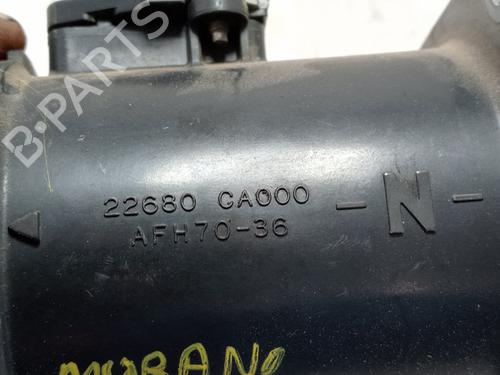 B-PARTS
22680 CA000
AFH70-36
-N-
MURANO